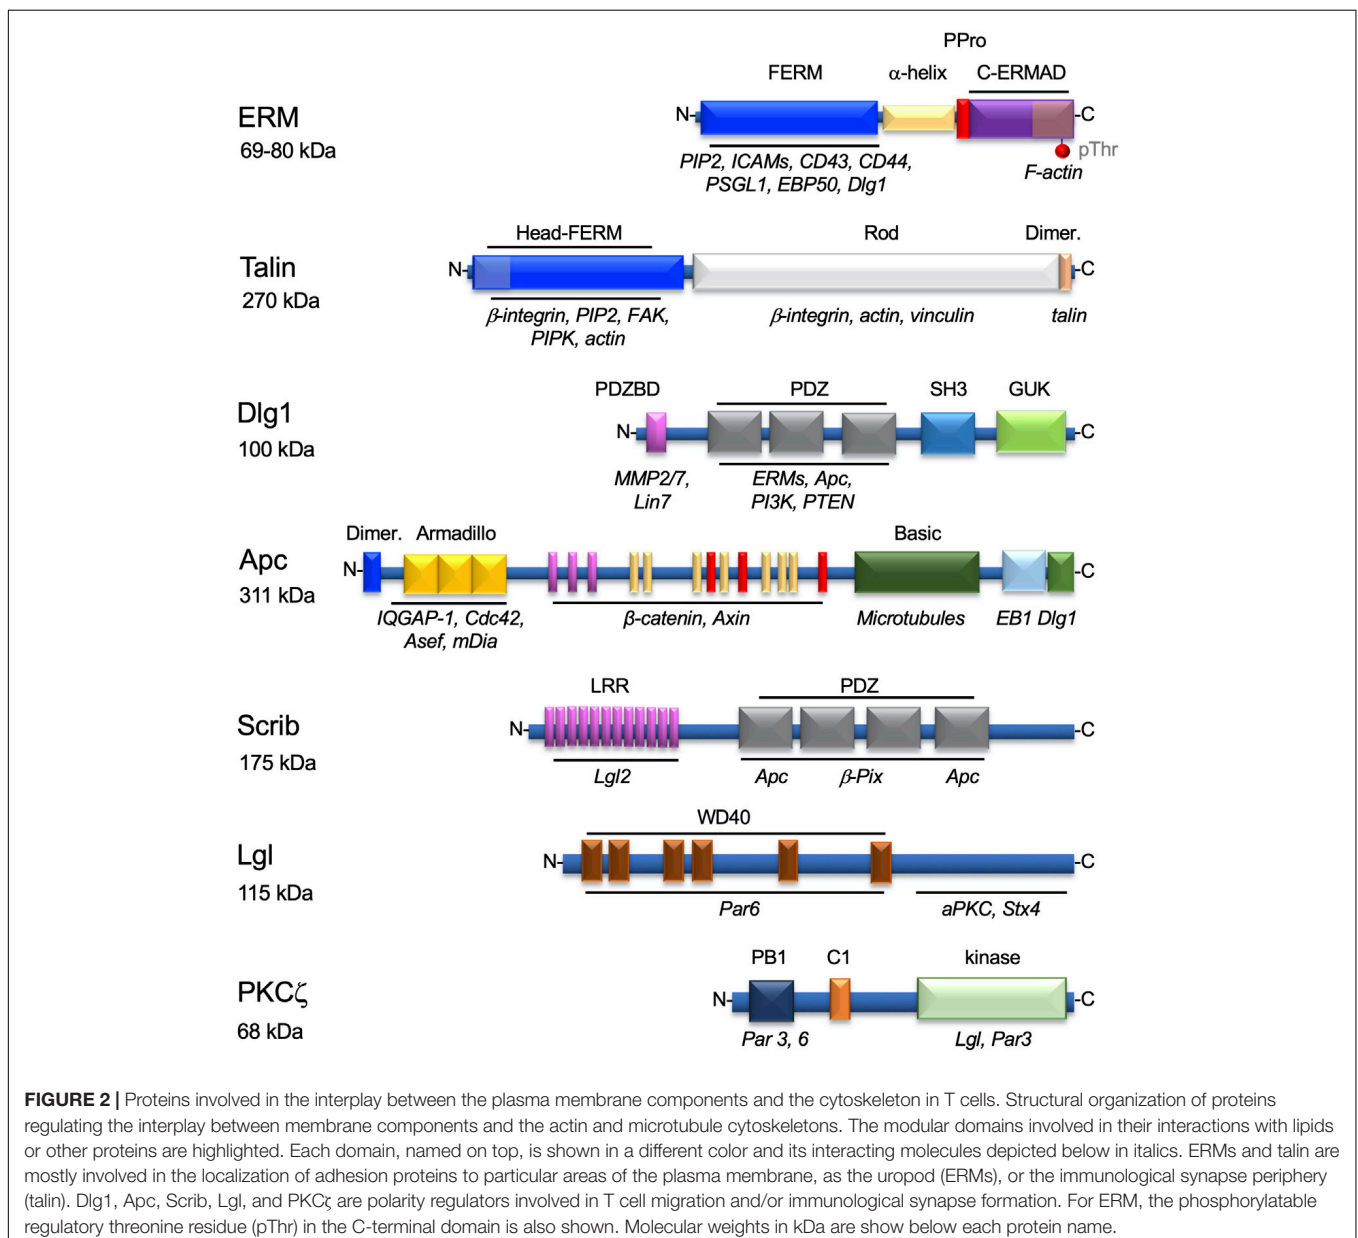 PPro
FERM α-helix C-ERMAD
ERM
N- -C
69-80 kDa
pThr
PIP2, ICAMs, CD43, CD44, F-actin
PSGL1, EBP50, Dlg1
Head-FERM Rod Dimer.
Talin
N- -C
270 kDa
β-integrin, PIP2, FAK, β-integrin, actin, vinculin talin
PIPK, actin
PDZBD PDZ SH3 GUK
Dlg1
N- -C
100 kDa
MMP2/7, ERMs, Apc,
Lin7 PI3K, PTEN
Dimer. Armadillo Basic
Apc
N- -C
311 kDa
IQGAP-1, Cdc42, β-catenin, Axin Microtubules EB1 Dlg1
Asef, mDia
LRR PDZ
Scrib
N- -C
175 kDa
Lgl2 Apc β-Pix Apc
WD40
Lgl
N- -C
115 kDa
Par6 aPKC, Stx4
PB1 C1 kinase
PKCζ
N- -C
68 kDa
Par 3, 6 Lgl, Par3
FIGURE 2 | Proteins involved in the interplay between the plasma membrane components and the cytoskeleton in T cells. Structural organization of proteins
regulating the interplay between membrane components and the actin and microtubule cytoskeletons. The modular domains involved in their interactions with lipids
or other proteins are highlighted. Each domain, named on top, is shown in a different color and its interacting molecules depicted below in italics. ERMs and talin are
mostly involved in the localization of adhesion proteins to particular areas of the plasma membrane, as the uropod (ERMs), or the immunological synapse periphery
(talin). Dlg1, Apc, Scrib, Lgl, and PKCζ are polarity regulators involved in T cell migration and/or immunological synapse formation. For ERM, the phosphorylatable
regulatory threonine residue (pThr) in the C-terminal domain is also shown. Molecular weights in kDa are show below each protein name.